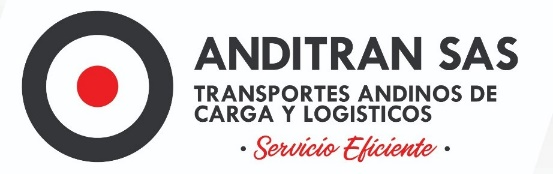 ANDITRAN SAS
TRANSPORTES ANDINOS DE
CARGA Y LOGISTICOS
• Servicio Eficiente •